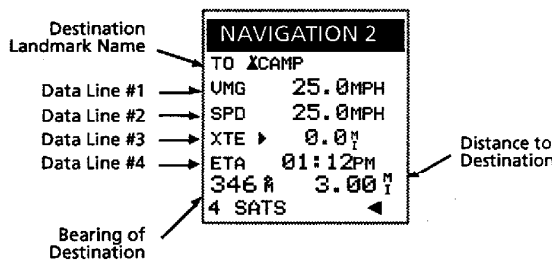 Destination
Landmark Name
Data Line #1
Data Line #2
Data Line #3
Data Line #4
Bearing of
Destination
NAVIGATION 2
TO CAMP
VMG 25.0MPH
SPD 25.0MPH
XTE ▸ 0.0MI
ETA 01:12PM
346 3.00MI
4 SATS ◀
Distance to
Destination